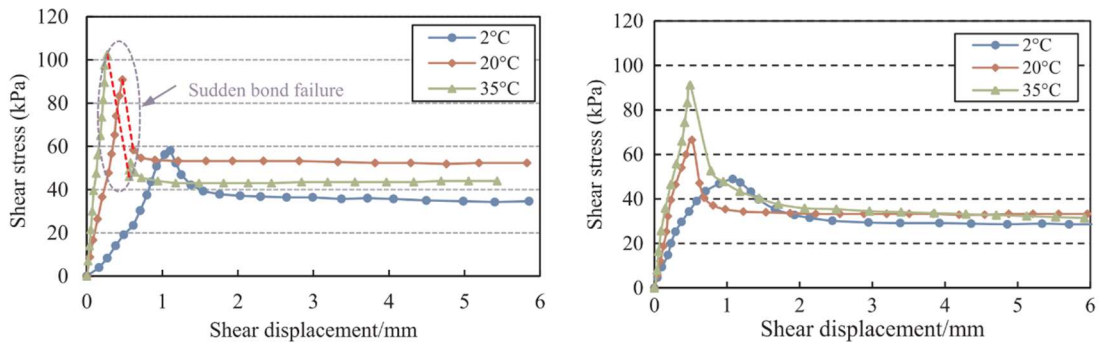 120
100
80
60
40
20
0
Shear stress (kPa)
Sudden bond failure
2°C
20°C
35°C
0 1 2 3 4 5 6
Shear displacement/mm
120
100
80
60
40
20
0
Shear stress (kPa)
2°C
20°C
35°C
0 1 2 3 4 5 6
Shear displacement/mm